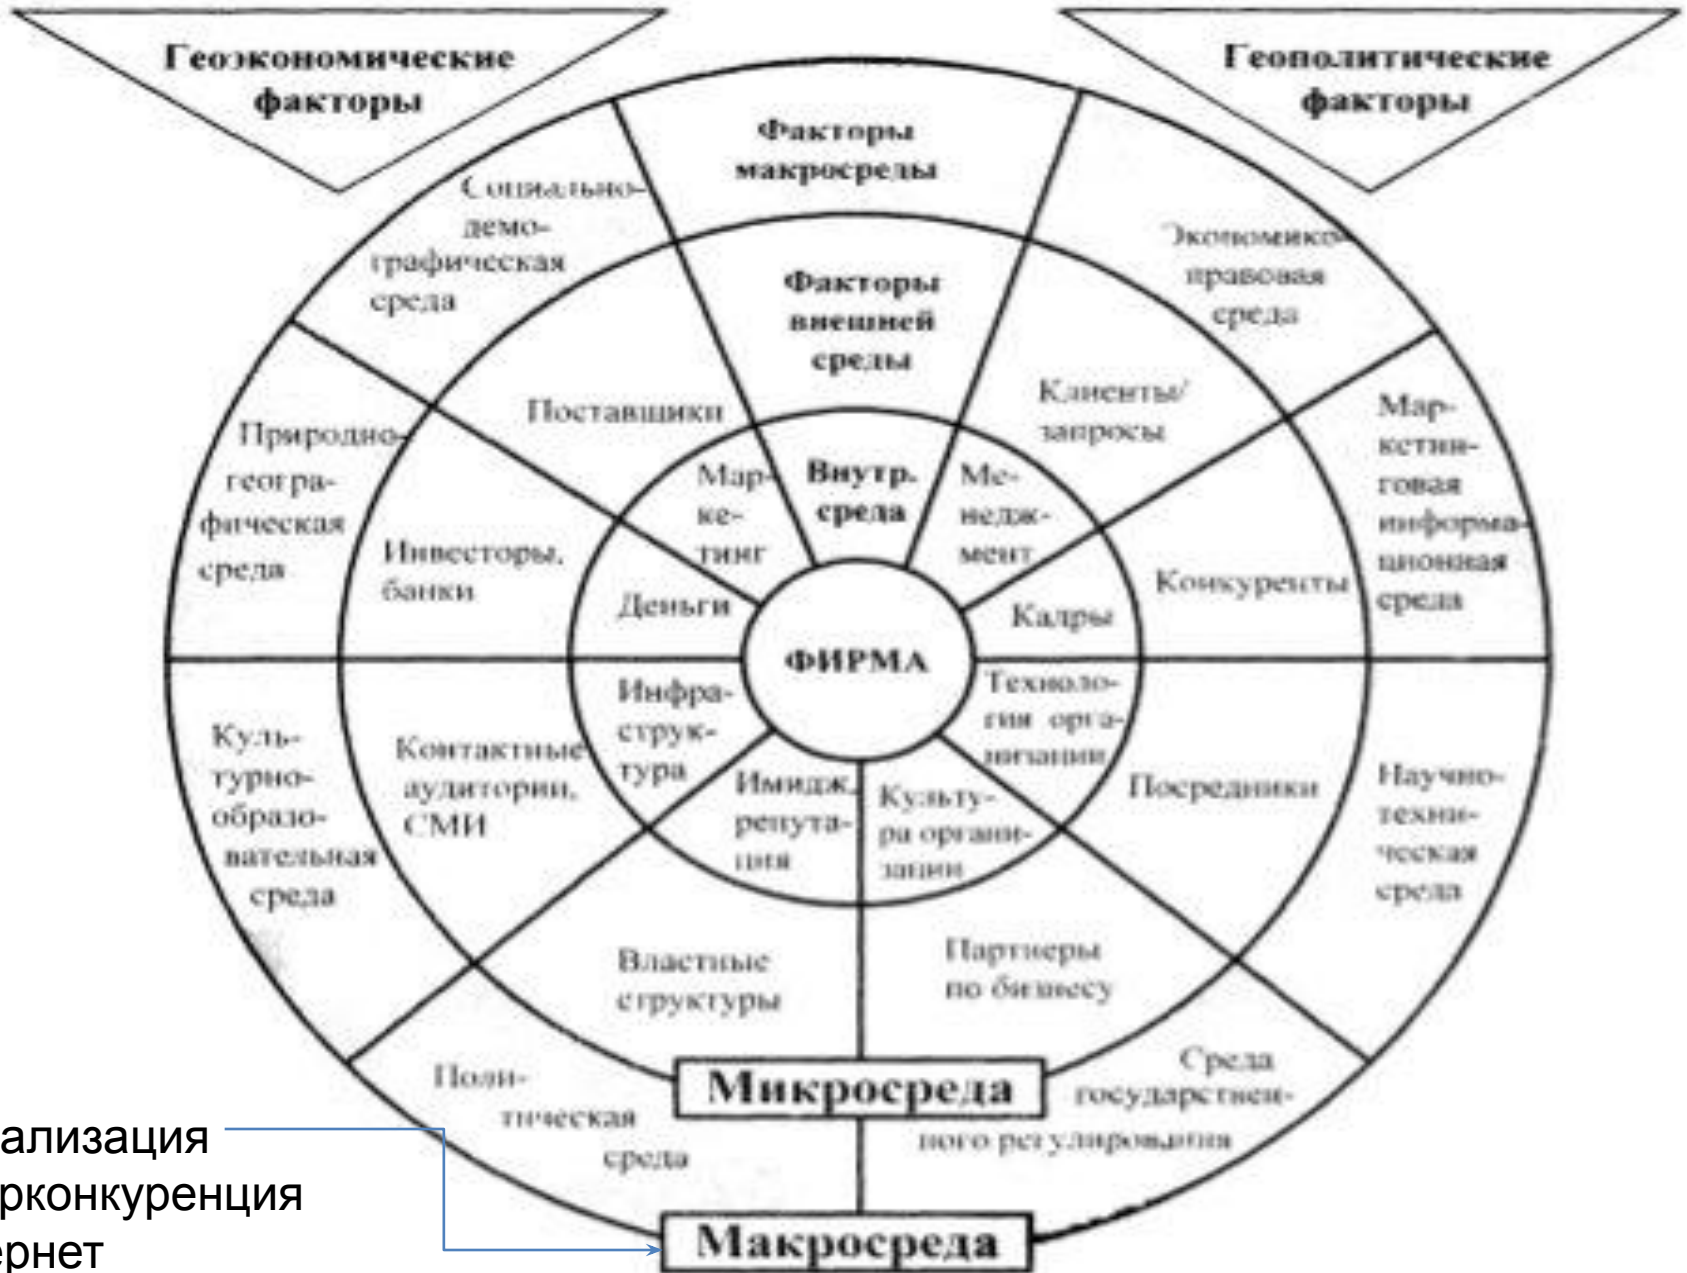 Геоэкономические
факторы
Геополитические
факторы
Факторы
макросреды
Социально-
демо-
графическая
среда
Экономико-
правовая
среда
Факторы
внешней
среды
Поставщики
Клиенты/
запросы
Природно-
геогра-
фическая
среда
Мар-
кетин-
говая
информа-
ционная
среда
Инвесторы,
банки
Конкуренты
Мар-
ке-
тинг
Внутр.
среда
Ме-
недж-
мент
Деньги
Кадры
ФИРМА
Инфра-
струк-
тура
Техноло-
гия орга-
низации
Имидж,
репута-
ция
Культу-
ра органи-
зации
Куль-
турно-
образо-
вательная
среда
Контактные
аудитории,
СМИ
Посредники
Научно-
техни-
ческая
среда
Властные
структуры
Партнеры
по бизнесу
Микросреда
Поли-
тическая
среда
Среда
государствен-
ного регулирования
ализация
рконкуренция
ернет
Макросреда